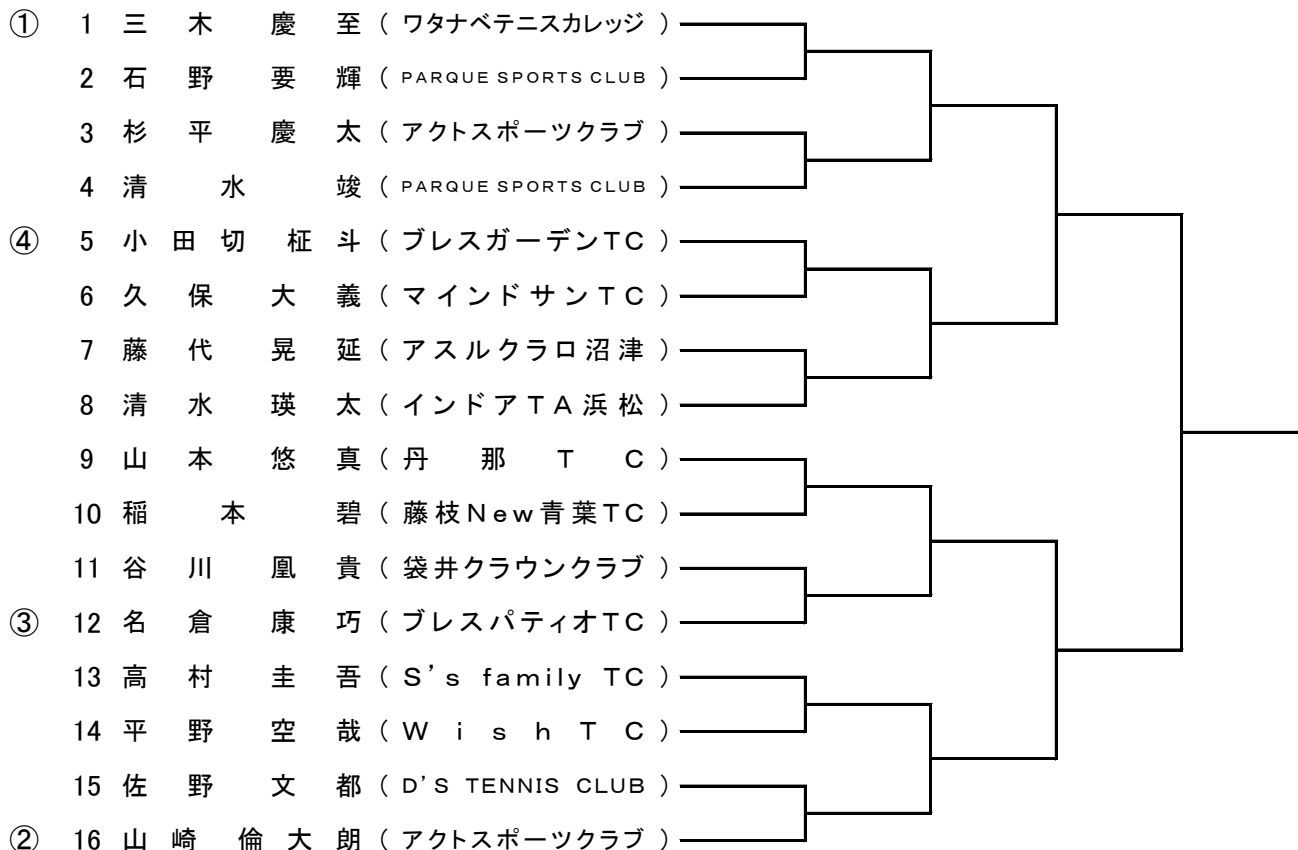 ① 1 三木 慶至 ( ワタナベテニスカレッジ )
2 石野 要輝 ( PARQUE SPORTS CLUB )
3 杉平 慶太 ( アクトスポーツクラブ )
4 清水 竣 ( PARQUE SPORTS CLUB )
④ 5 小田切 柾斗 ( ブレスガーデンTC )
6 久保 大義 ( マインドサンTC )
7 藤代 晃延 ( アスルクラロ沼津 )
8 清水 瑛太 ( インドアTA浜松 )
9 山本 悠真 ( 丹那TC )
10 稲本 碧 ( 藤枝New青葉TC )
11 谷川 凰貴 ( 袋井クラウンクラブ )
③ 12 名倉 康巧 ( ブレスパティオTC )
13 高村 圭吾 ( S’s family TC )
14 平野 空哉 ( WishTC )
15 佐野 文都 ( D’S TENNIS CLUB )
② 16 山崎 倫大朗 ( アクトスポーツクラブ )